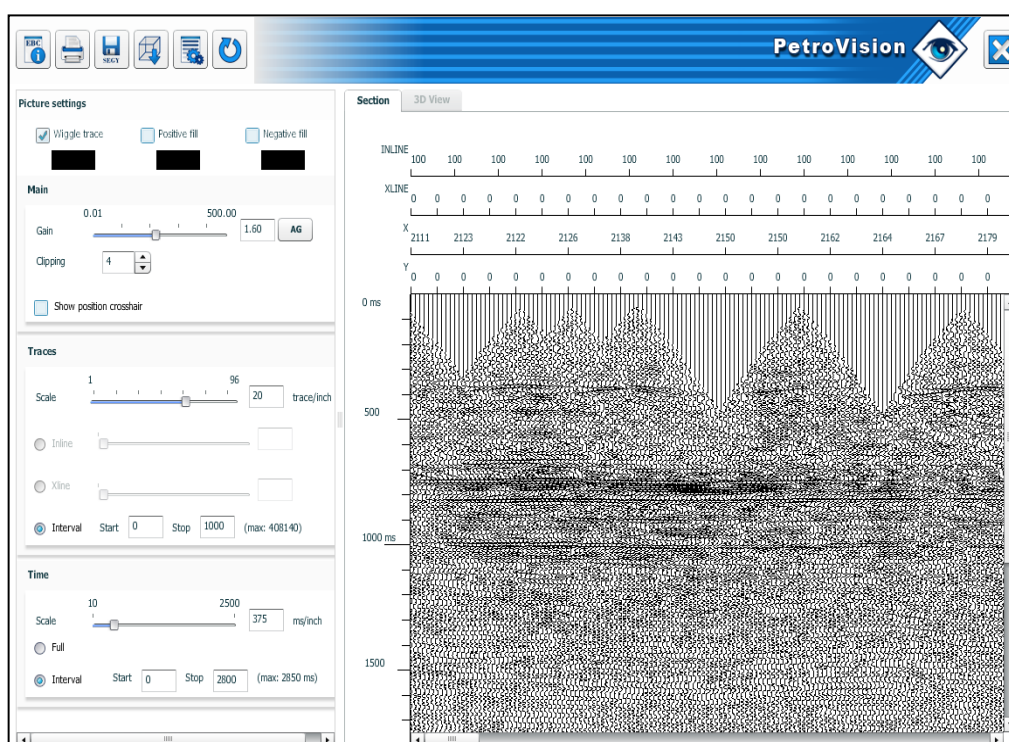 EBC
SEGY
PetroVision
Picture settings
Wiggle trace Positive fill Negative fill
Main
0.01 500.00
Gain 1.60 AG
Clipping 4
Show position crosshair
Traces
1 96
Scale 20 trace/inch
Inline
Xline
Interval Start 0 Stop 1000 (max: 408140)
Time
10 2500
Scale 375 ms/inch
Full
Interval Start 0 Stop 2800 (max: 2850 ms)
Section 3D View
INLINE 100 100 100 100 100 100 100 100 100 100 100 100 100 100
XLINE 0 0 0 0 0 0 0 0 0 0 0 0 0 0 0 0 0 0 0 0 0 0 0 0 0 0 0
X 2111 2123 2122 2126 2138 2143 2150 2150 2162 2164 2167 2179
Y 0 0 0 0 0 0 0 0 0 0 0 0 0 0 0 0 0 0 0 0 0 0 0 0 0 0 0
0 ms
500
1000 ms
1500